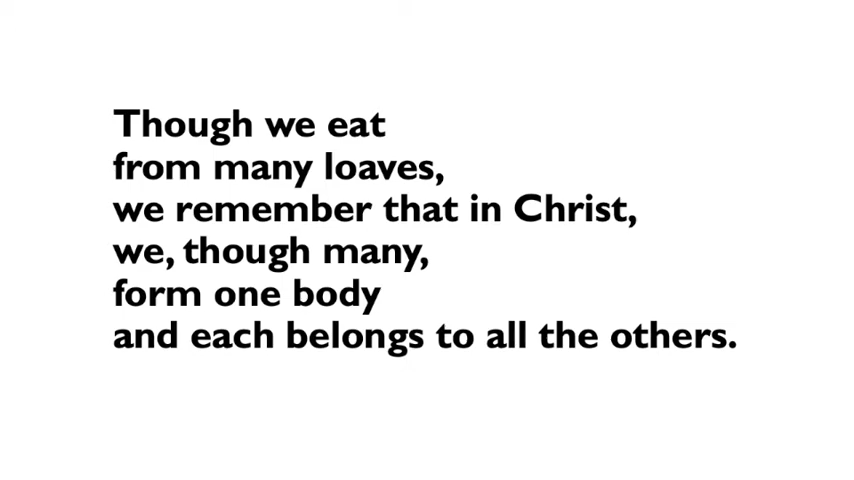 Though we eat
from many loaves,
we remember that in Christ,
we, though many,
form one body
and each belongs to all the others.